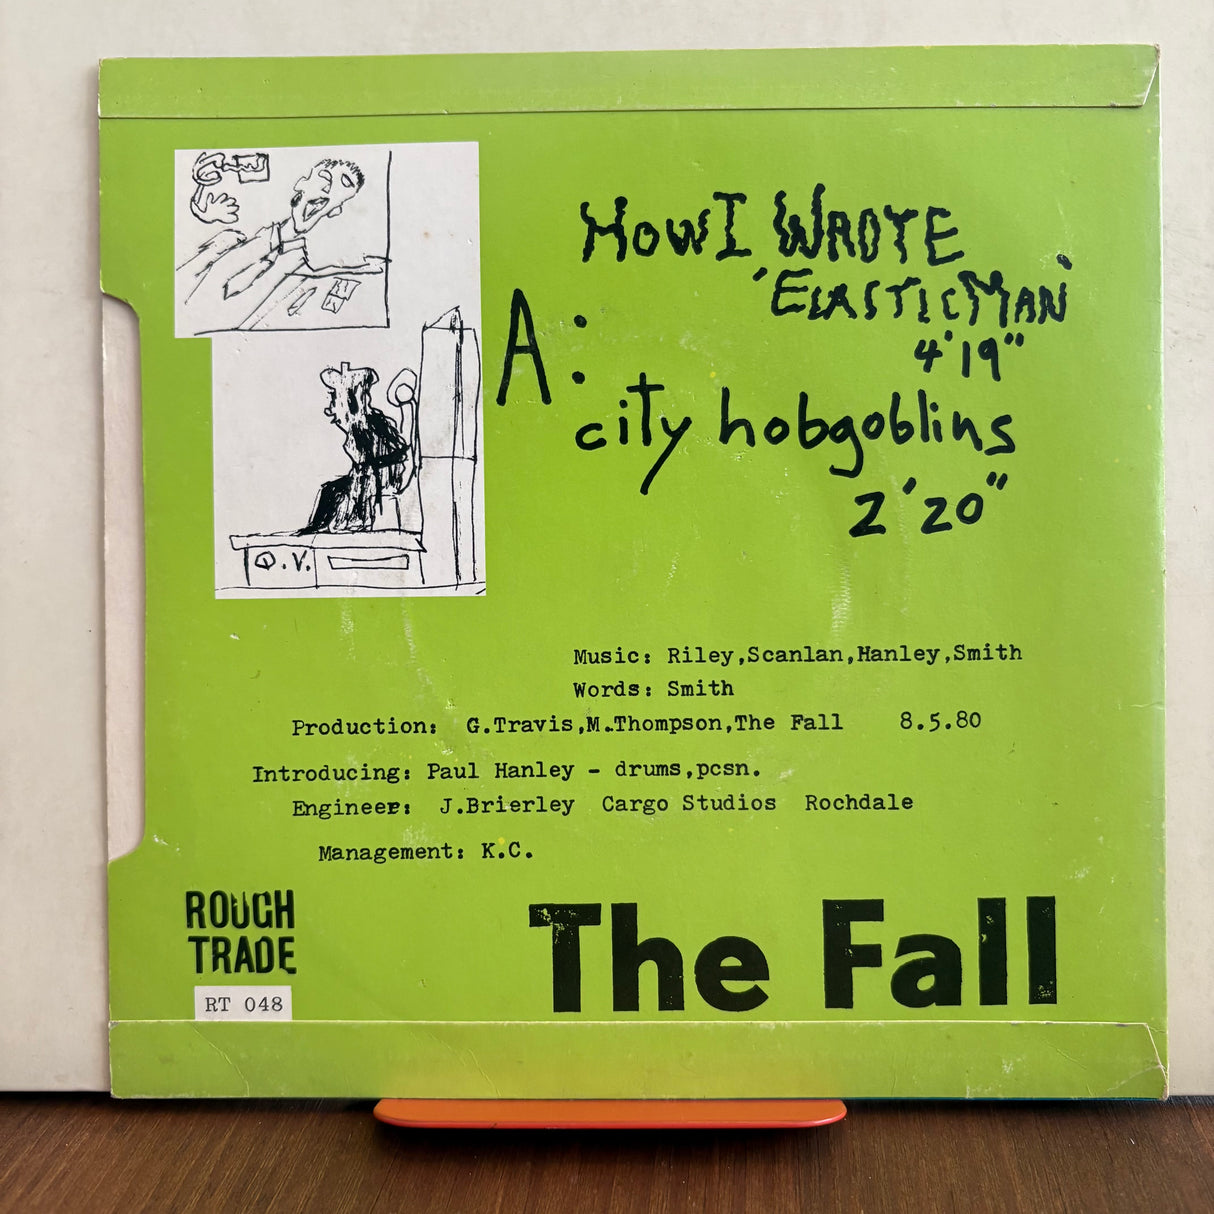 How I WROTE
'ELASTIC MAN'
4'19"
A:
city hobgoblins
2'20"
Q.V.
Music: Riley,Scanlan,Hanley,Smith
Words: Smith
Production: G.Travis,M.Thompson,The Fall 8.5.80
Introducing: Paul Hanley - drums,pcsn.
Engineer: J.Brierley Cargo Studios Rochdale
Management: K.C.
ROUGH
TRADE
RT 048
The Fall